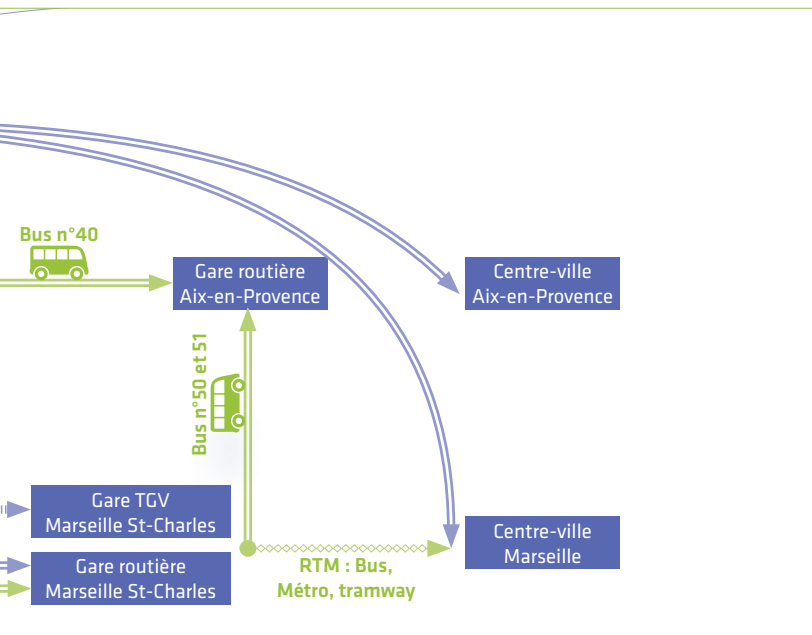 Bus n°40
Gare routière
Aix-en-Provence
Centre-ville
Aix-en-Provence
Bus n°50 et 51
Gare TGV
Marseille St-Charles
Centre-ville
Marseille
Gare routière
Marseille St-Charles
RTM : Bus,
Métro, tramway